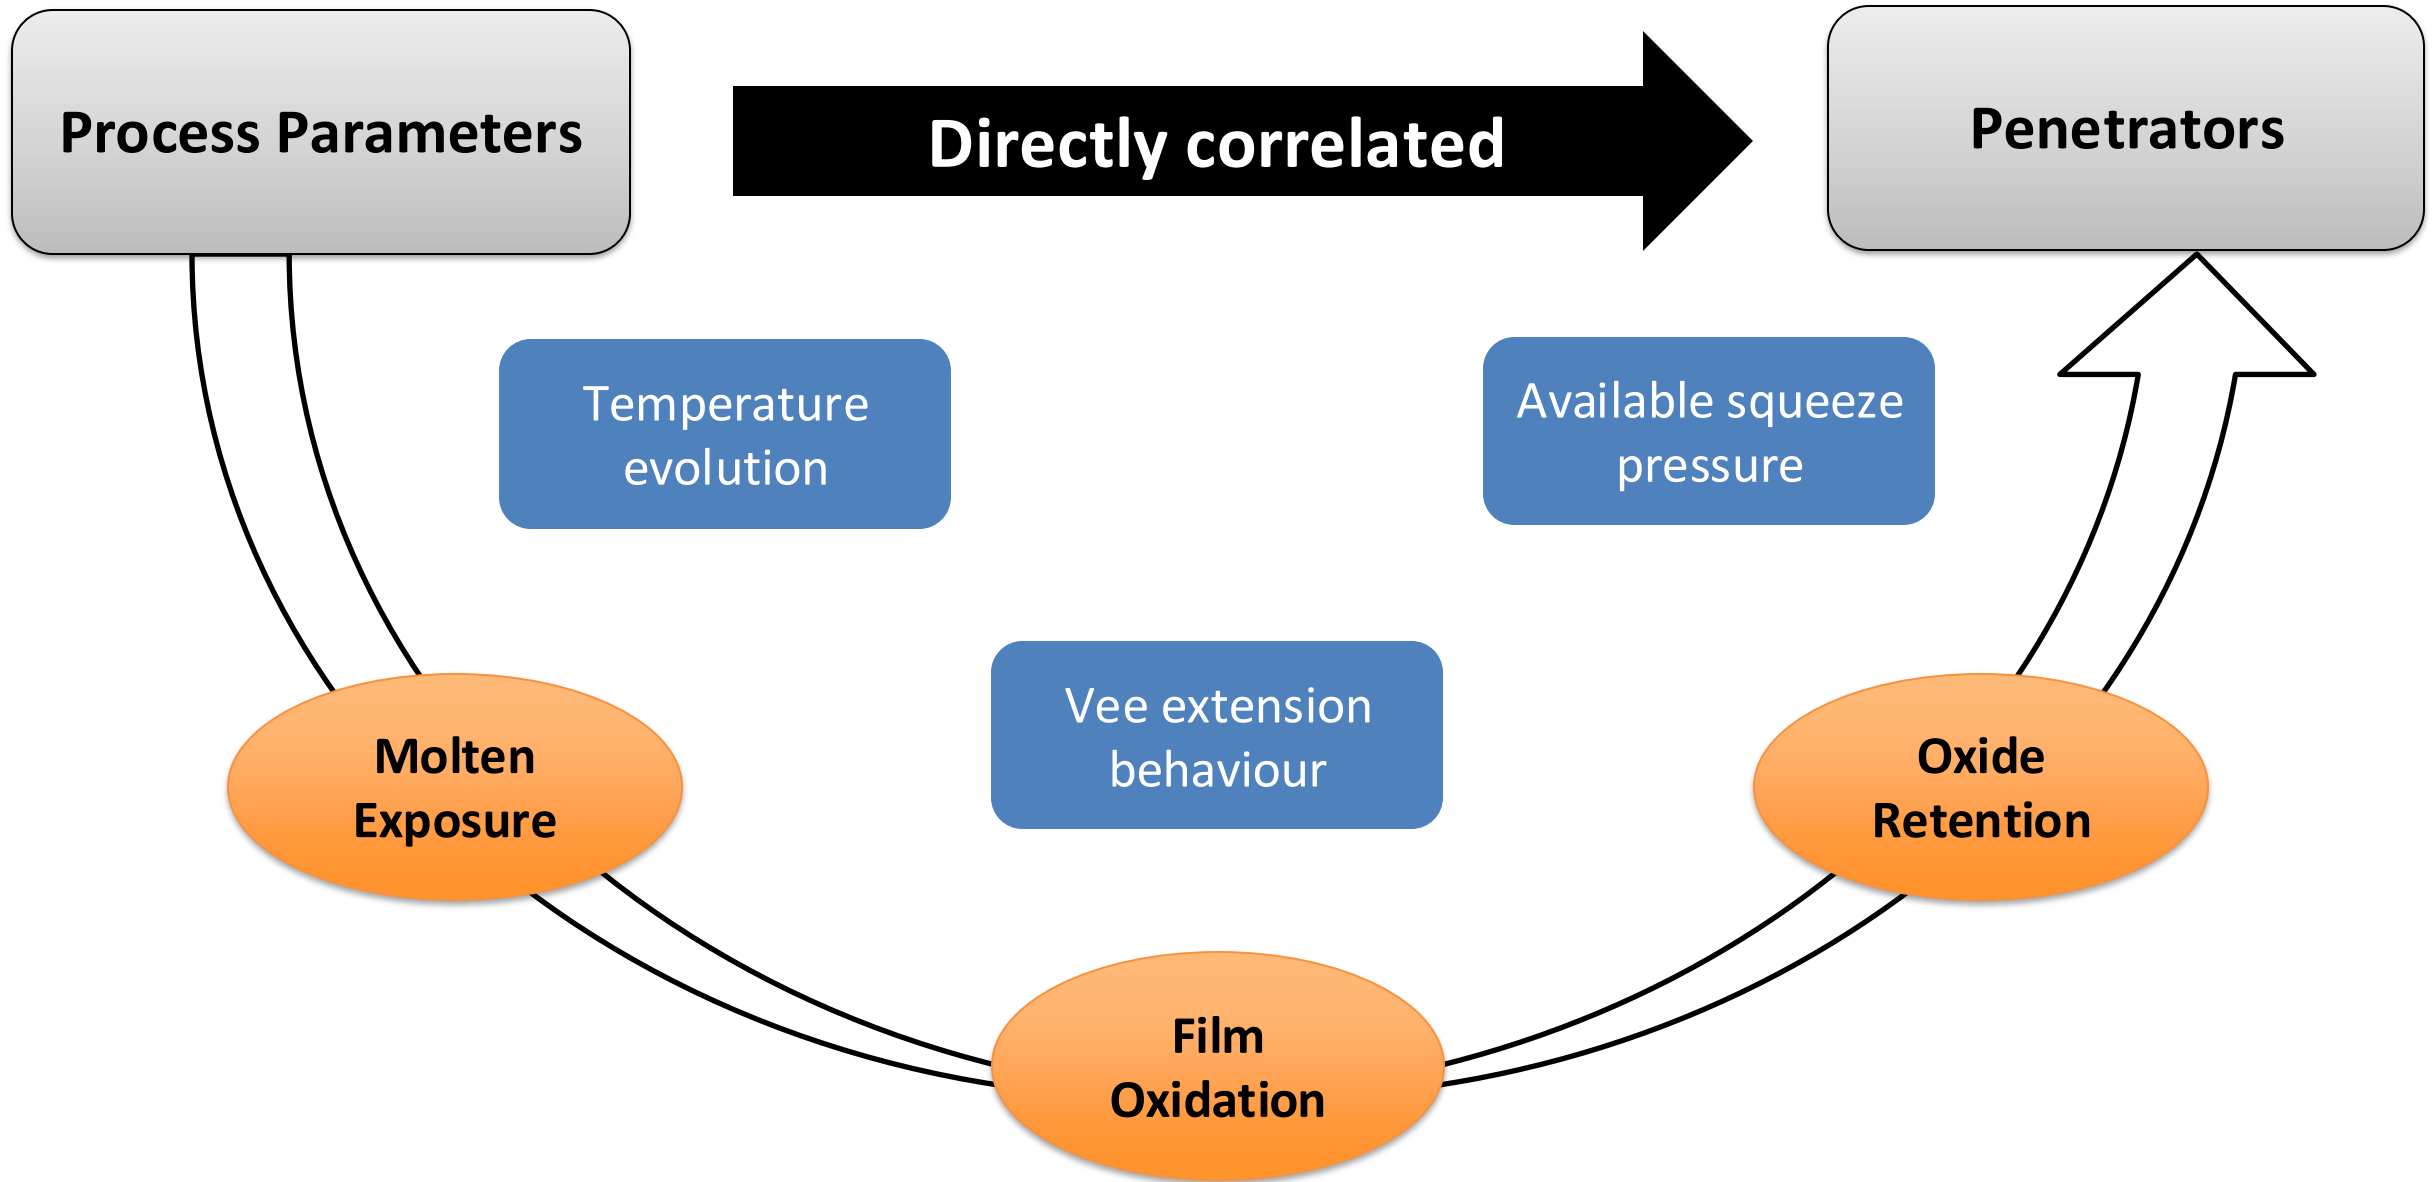 Process Parameters
Directly correlated
Penetrators
Temperature
evolution
Available squeeze
pressure
Vee extension
behaviour
Molten
Exposure
Oxide
Retention
Film
Oxidation